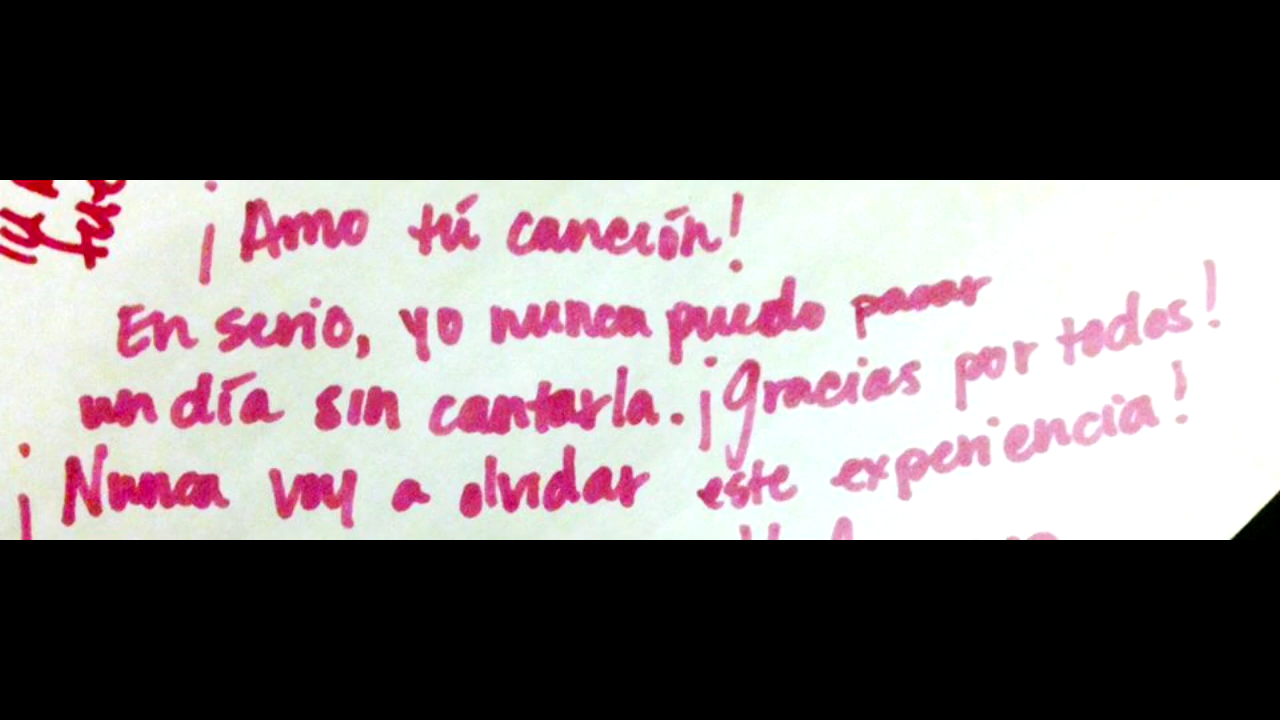 ¡Amo tú canción!
En serio, yo nunca puedo pasar
un día sin cantarla. ¡Gracias por todos!
¡Nunca voy a olvidar este experiencia!